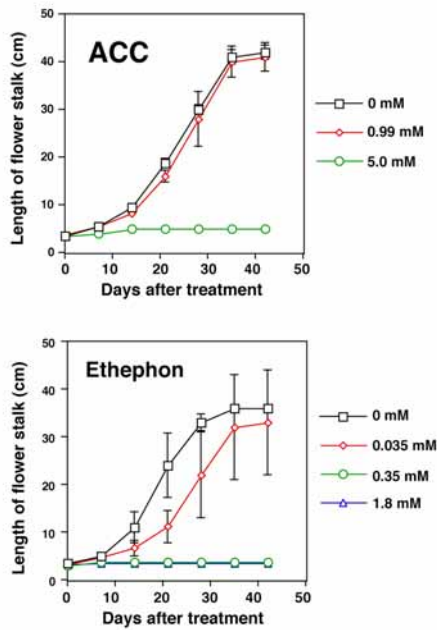 ACC
Length of flower stalk (cm)
50
40
30
20
10
0
0 10 20 30 40 50
Days after treatment
0 mM
0.99 mM
5.0 mM
Ethephon
Length of flower stalk (cm)
50
40
30
20
10
0
0 10 20 30 40 50
Days after treatment
0 mM
0.035 mM
0.35 mM
1.8 mM